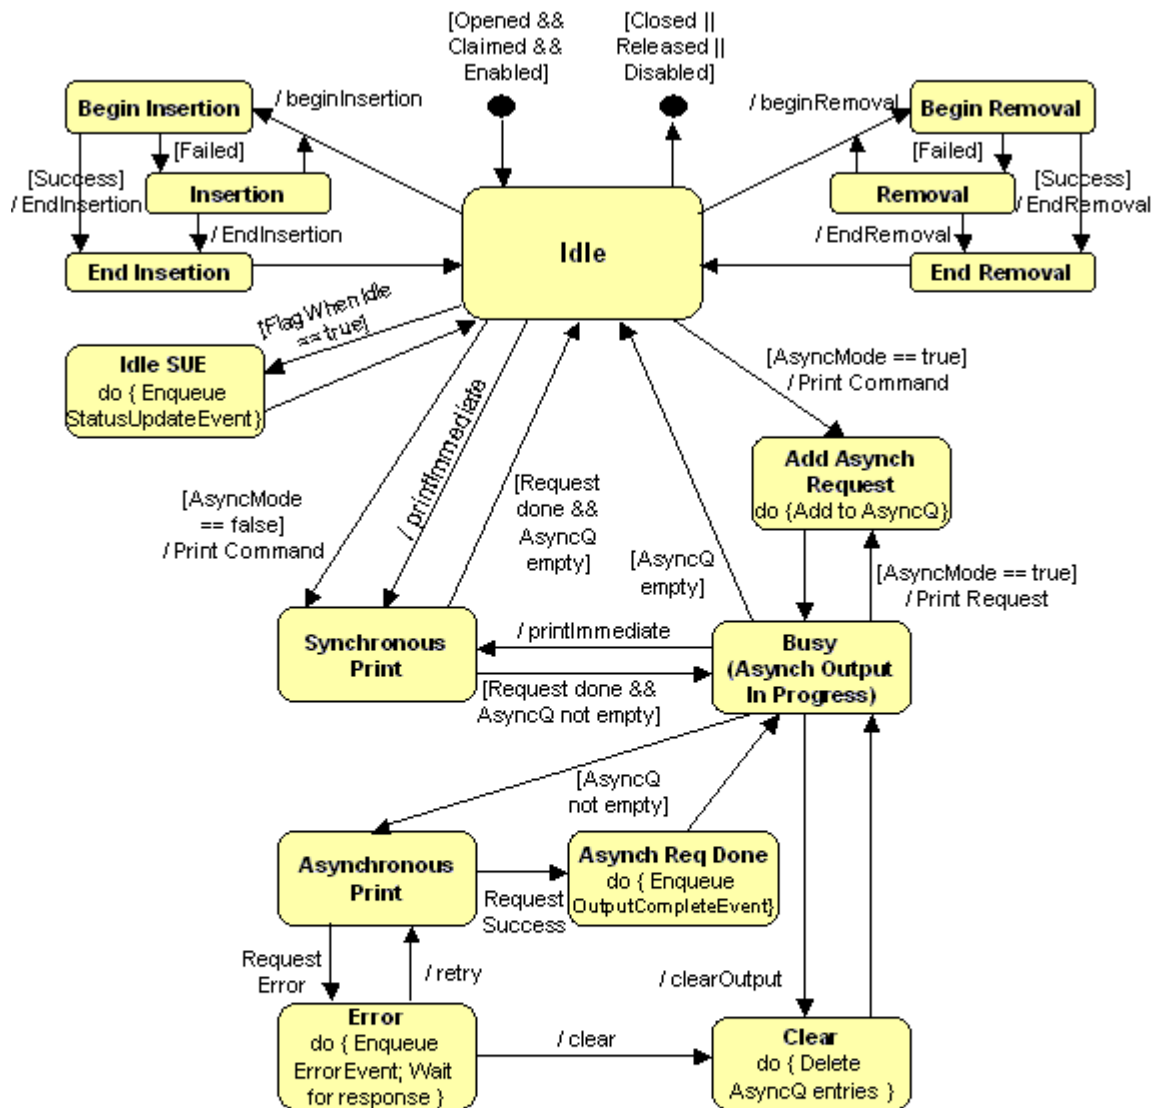 [Opened &&
Claimed &&
Enabled]
[Closed ||
Released ||
Disabled]
Begin Insertion
/ beginInsertion
/ beginRemoval
Begin Removal
[Failed]
[Failed]
[Success]
/ EndInsertion
Insertion
Removal
[Success]
/ EndRemoval
/ EndInsertion
/ EndRemoval
End Insertion
Idle
End Removal
[Flag When Idle
== true]
Idle SUE
do { Enqueue
StatusUpdateEvent}
[AsyncMode == true]
/ Print Command
/ printImmediate
Add Asynch
Request
do {Add to AsyncQ}
[AsyncMode
== false]
/ Print Command
[Request
done &&
AsyncQ
empty]
[AsyncQ
empty]
[AsyncMode == true]
/ Print Request
Synchronous
Print
/ printImmediate
Busy
(Asynch Output
In Progress)
[Request done &&
AsyncQ not empty]
[AsyncQ
not empty]
Asynchronous
Print
Request
Success
Asynch Req Done
do { Enqueue
OutputCompleteEvent}
Request
Error
/ retry
/ clearOutput
Error
do { Enqueue
ErrorEvent; Wait
for response }
/ clear
Clear
do { Delete
AsyncQ entries }